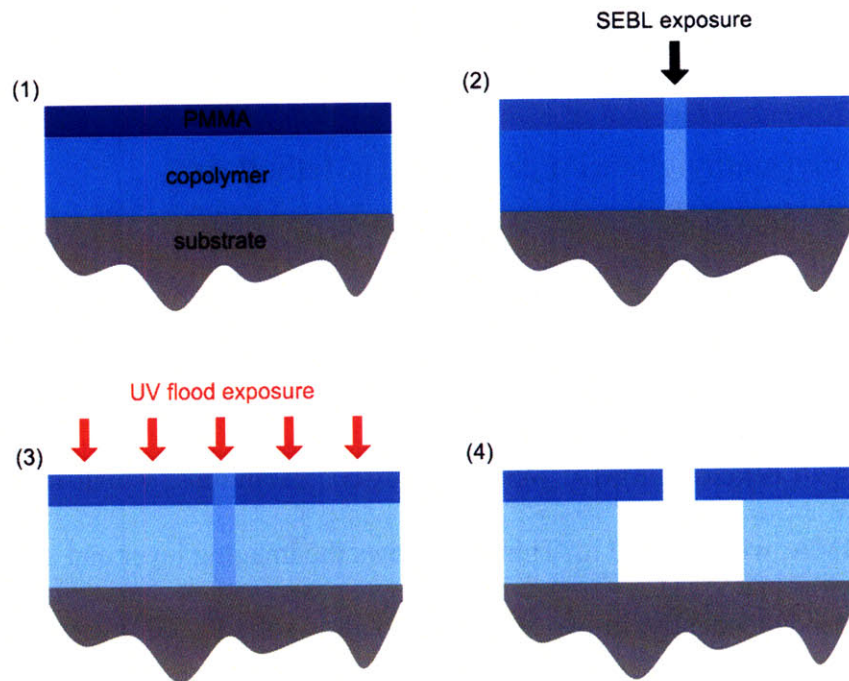 SEBL exposure
(1)
(2)
PMMA
copolymer
substrate
UV flood exposure
(3)
(4)